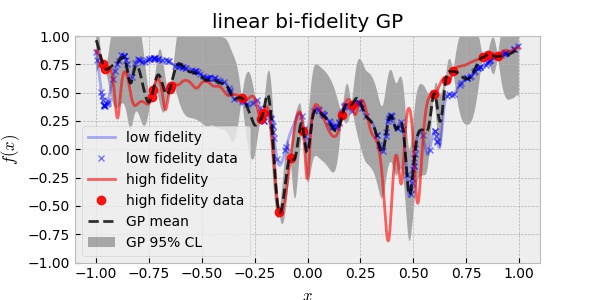 linear bi-fidelity GP
1.00
0.75
0.50
0.25
0.00
−0.25
−0.50
−0.75
−1.00
f(x)
low fidelity
low fidelity data
high fidelity
high fidelity data
GP mean
GP 95% CL
−1.00 −0.75 −0.50 −0.25 0.00 0.25 0.50 0.75 1.00
x